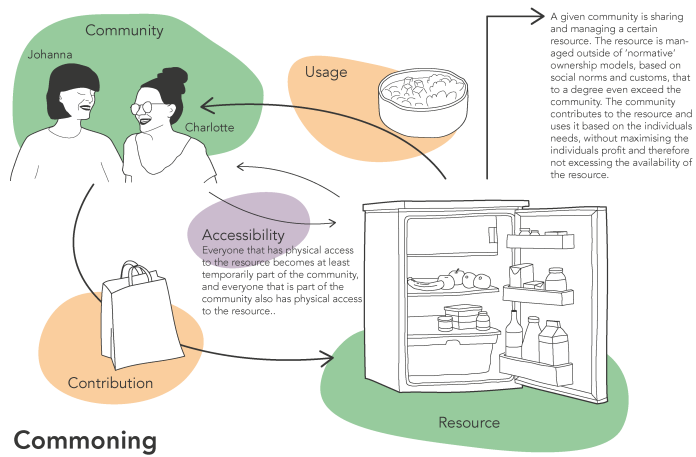 Community
Johanna
Charlotte
Usage
A given community is sharing
and managing a certain
resource. The resource is man-
aged outside of ‘normative’
ownership models, based on
social norms and customs, that
to a degree even exceed the
community. The community
contributes to the resource and
uses it based on the individuals
needs, without maximising the
individuals profit and therefore
not excessing the availability of
the resource.
Accessibility
Everyone that has physical access
to the resource becomes at least
temporarily part of the community,
and everyone that is part of the
community also has physical access
to the resource..
Contribution
Resource
Commoning